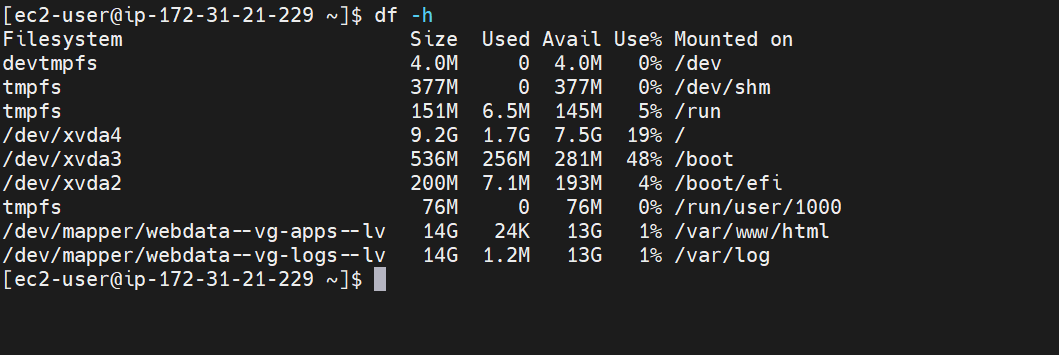 [ec2-user@ip-172-31-21-229 ~]$ df -h
Filesystem                        Size  Used Avail Use% Mounted on
devtmpfs                          4.0M     0  4.0M   0% /dev
tmpfs                             377M     0  377M   0% /dev/shm
tmpfs                             151M  6.5M  145M   5% /run
/dev/xvda4                        9.2G  1.7G  7.5G  19% /
/dev/xvda3                        536M  256M  281M  48% /boot
/dev/xvda2                        200M  7.1M  193M   4% /boot/efi
tmpfs                              76M     0   76M   0% /run/user/1000
/dev/mapper/webdata--vg-apps--lv   14G   24K   13G   1% /var/www/html
/dev/mapper/webdata--vg-logs--lv   14G  1.2M   13G   1% /var/log
[ec2-user@ip-172-31-21-229 ~]$